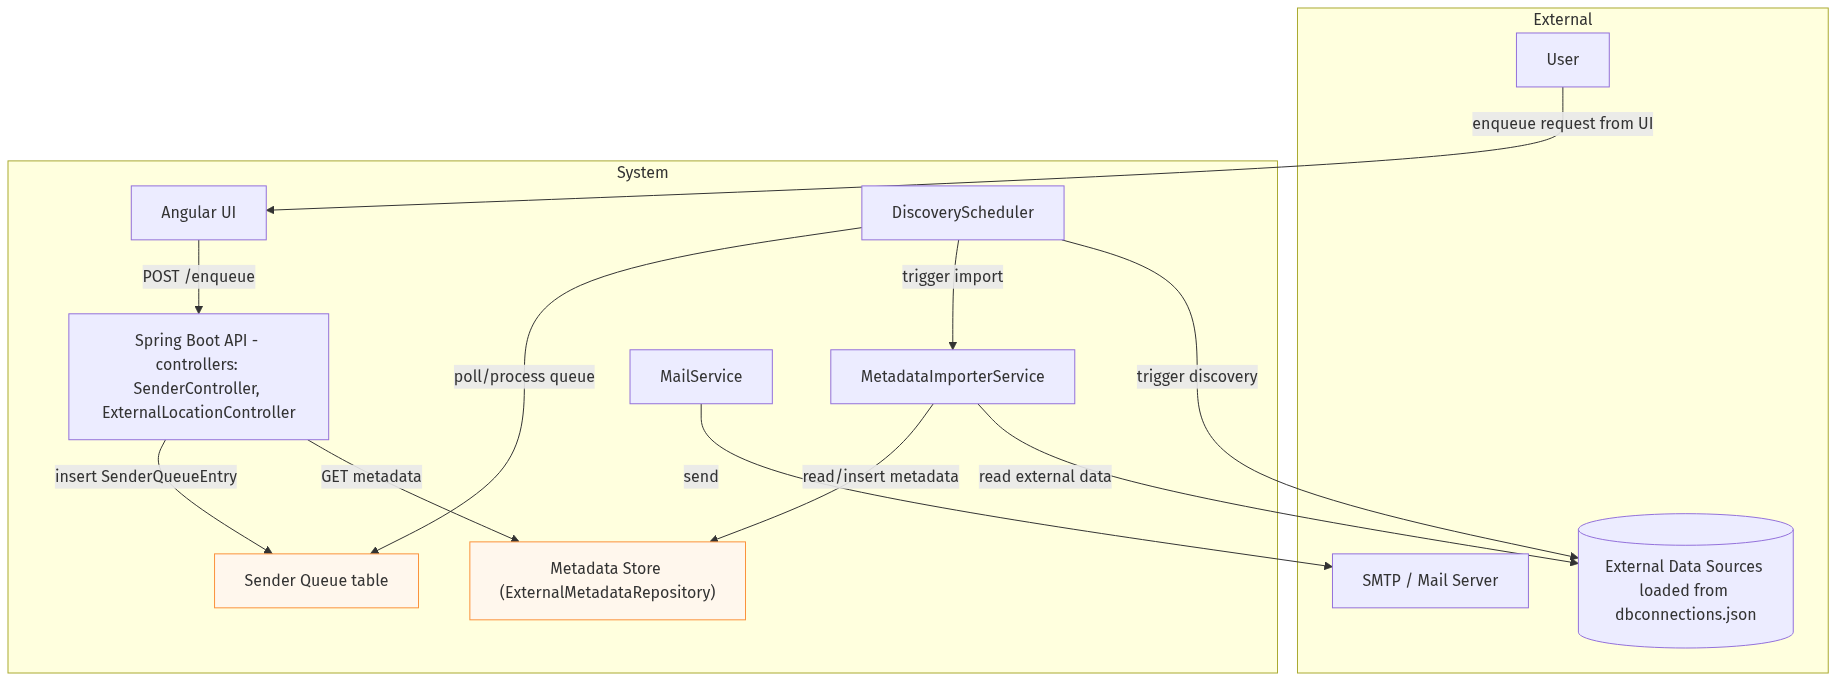 External
User
enqueue request from UI
System
Angular UI
DiscoveryScheduler
POST /enqueue
trigger import
Spring Boot API -
controllers:
SenderController,
ExternalLocationController
poll/process queue
MailService
MetadataImporterService
trigger discovery
insert SenderQueueEntry
GET metadata
send
read/insert metadata
read external data
Sender Queue table
Metadata Store
(ExternalMetadataRepository)
SMTP / Mail Server
External Data Sources
loaded from
dbconnections.json